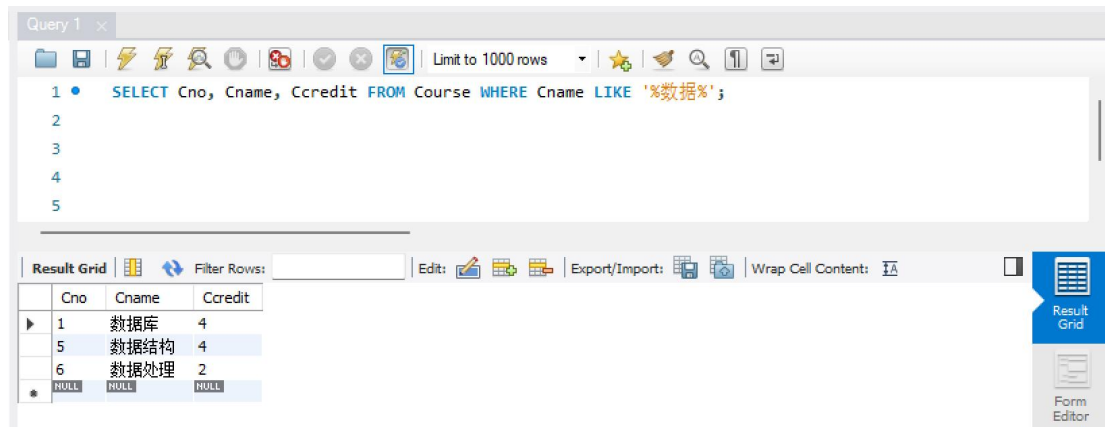 Query 1
Limit to 1000 rows
1 SELECT Cno, Cname, Ccredit FROM Course WHERE Cname LIKE '%数据%';
2
3
4
5
Result Grid Filter Rows: Edit: Export/Import: Wrap Cell Content:
Cno Cname Ccredit
1 数据库 4
5 数据结构 4
6 数据处理 2
NULL NULL NULL
Result
Grid
Form
Editor